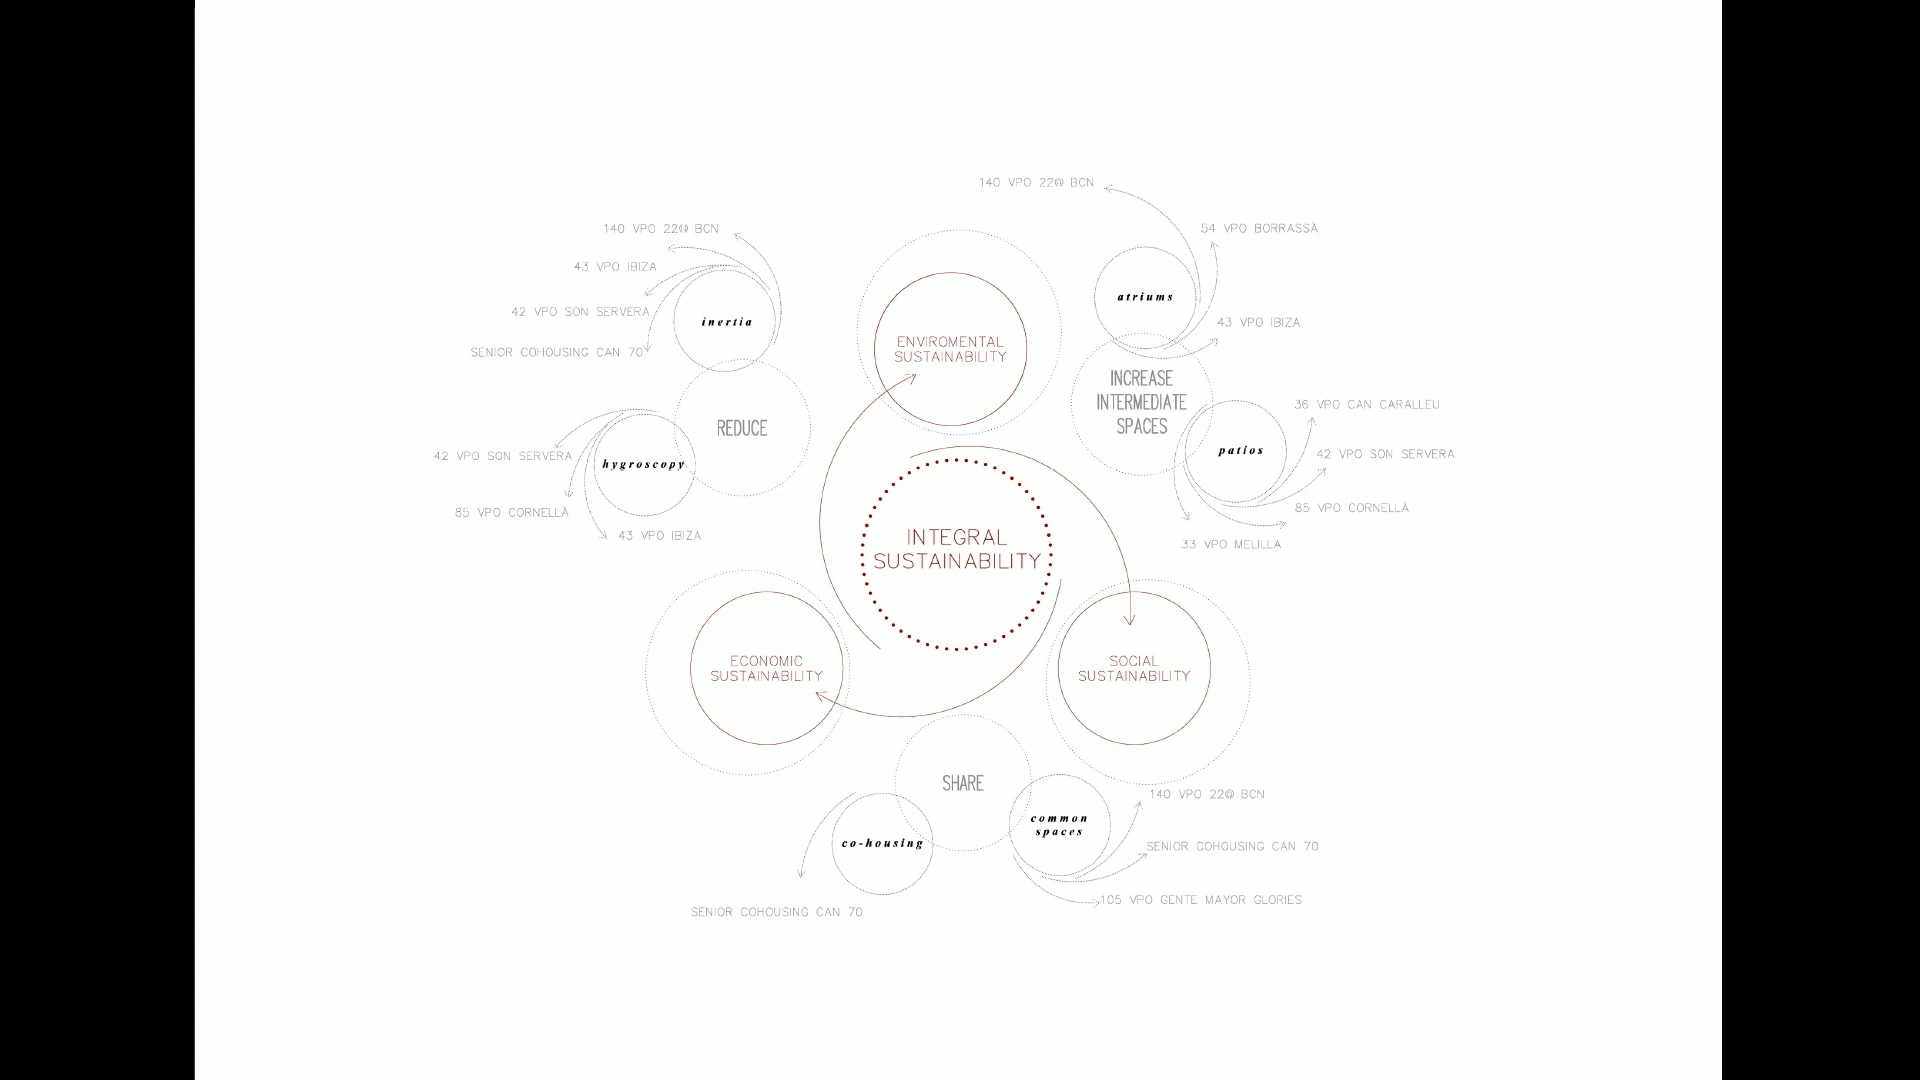 140 VPO 22@ BCN
140 VPO 22@ BCN
54 VPO BORRASSÀ
43 VPO IBIZA
atriums
42 VPO SON SERVERA
inertia
43 VPO IBIZA
ENVIROMENTAL
SUSTAINABILITY
SENIOR COHOUSING CAN 70
INCREASE
INTERMEDIATE
SPACES
36 VPO CAN CARALLEU
REDUCE
patios
42 VPO SON SERVERA
42 VPO SON SERVERA
hygroscopy
85 VPO CORNELLÀ
85 VPO CORNELLÀ
43 VPO IBIZA
33 VPO MELILLA
INTEGRAL
SUSTAINABILITY
ECONOMIC
SUSTAINABILITY
SOCIAL
SUSTAINABILITY
SHARE
140 VPO 22@ BCN
common
spaces
co-housing
SENIOR COHOUSING CAN 70
105 VPO GENTE MAYOR GLORIES
SENIOR COHOUSING CAN 70